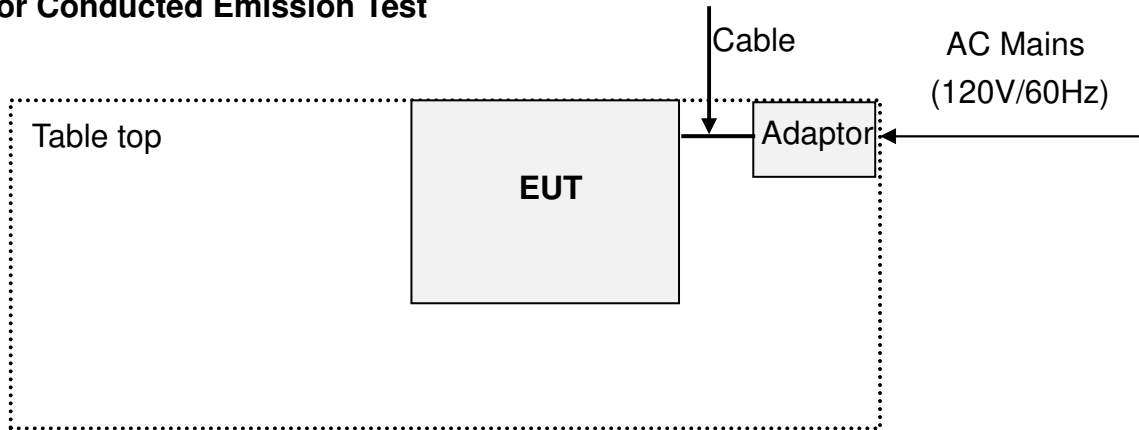 or Conducted Emission Test
Cable
AC Mains
(120V/60Hz)
Table top
Adaptor
EUT